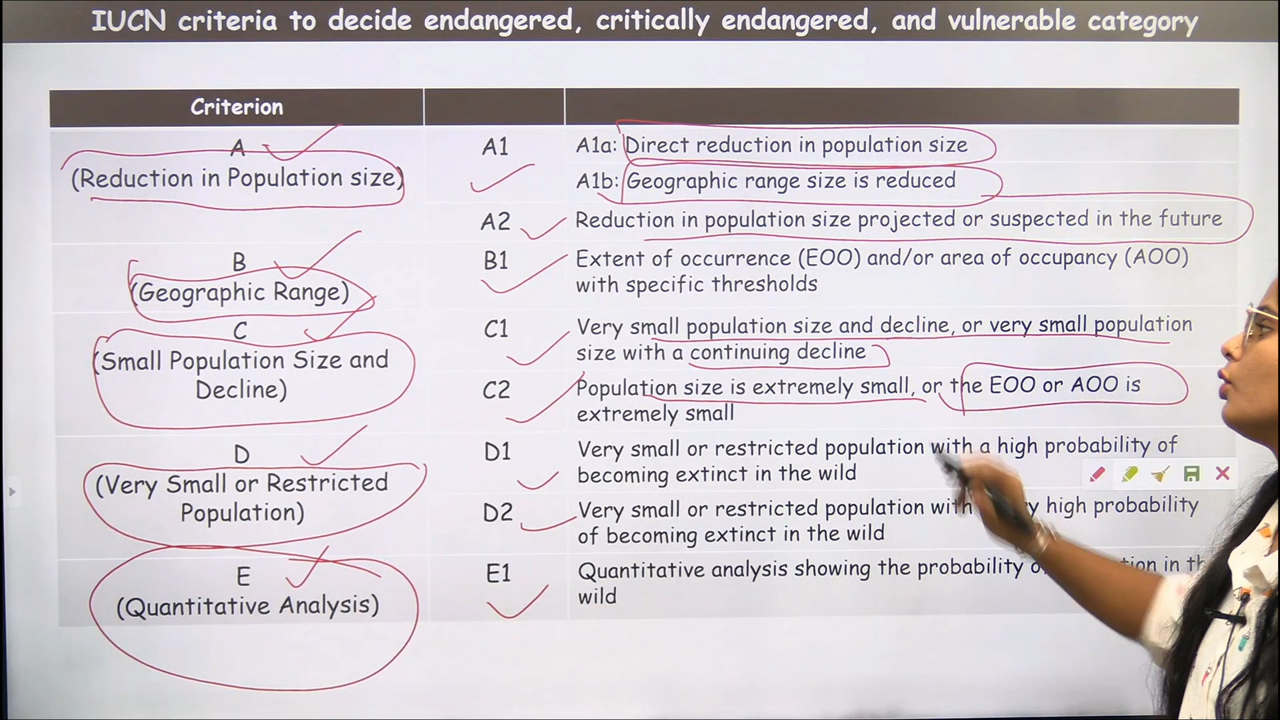 IUCN criteria to decide endangered, critically endangered, and vulnerable category
Criterion
A
(Reduction in Population size)
A1
A1a: Direct reduction in population size
A1b: Geographic range size is reduced
A2
Reduction in population size projected or suspected in the future
B
(Geographic Range)
B1
Extent of occurrence (EOO) and/or area of occupancy (AOO)
with specific thresholds
C
(Small Population Size and
Decline)
C1
Very small population size and decline, or very small population
size with a continuing decline
C2
Population size is extremely small, or the EOO or AOO is
extremely small
D
(Very Small or Restricted
Population)
D1
Very small or restricted population with a high probability of
becoming extinct in the wild
D2
Very small or restricted population with high probability
of becoming extinct in the wild
E
(Quantitative Analysis)
E1
Quantitative analysis showing the probability in
wild